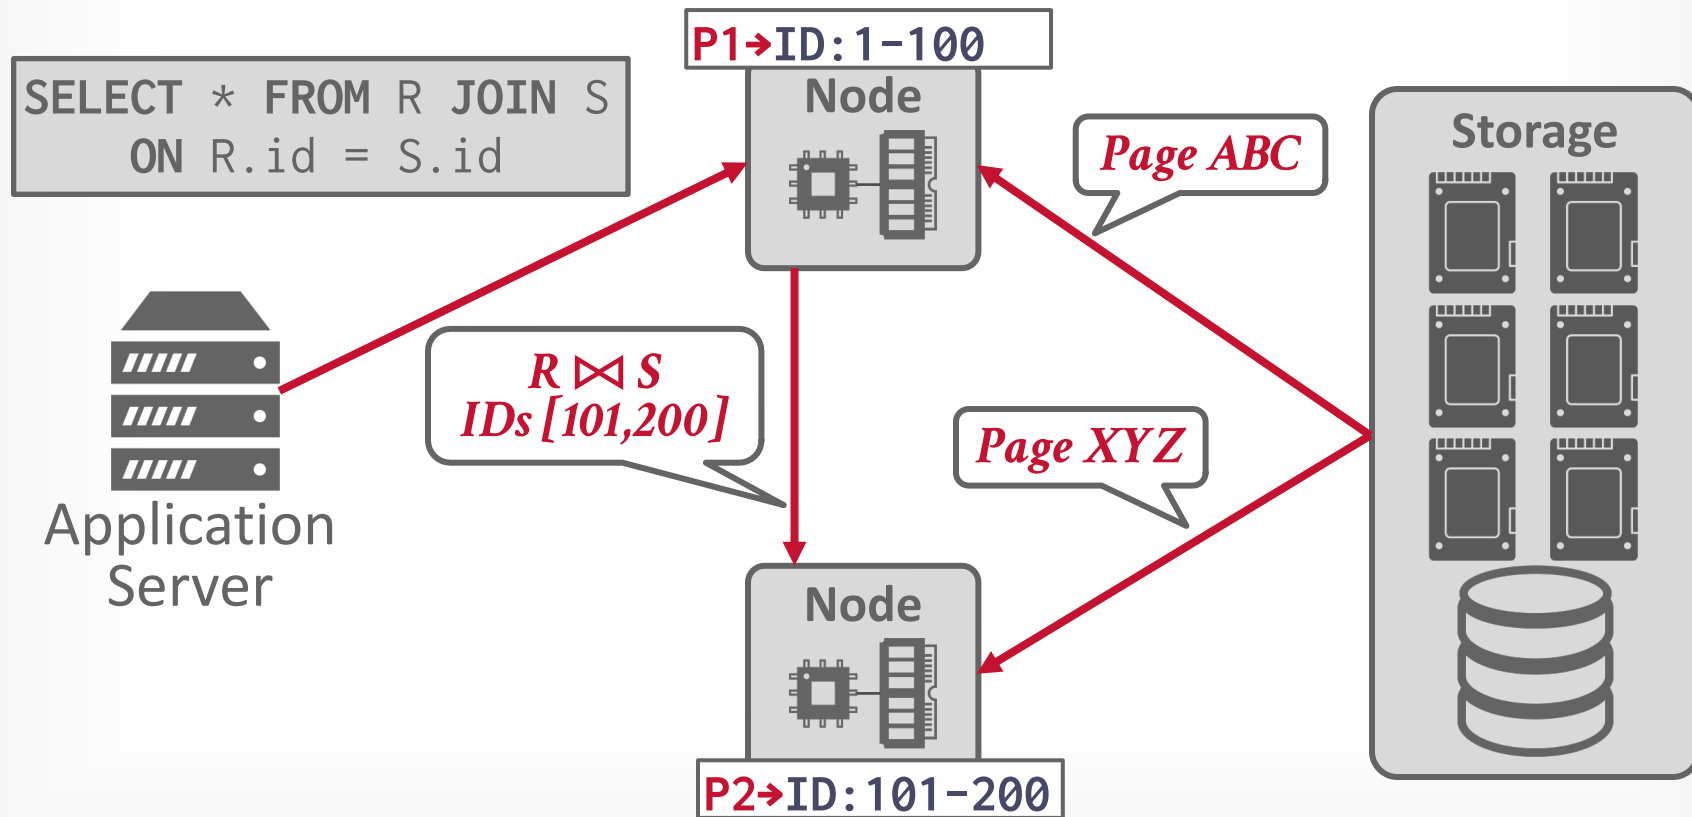 P1→ID:1-100
SELECT * FROM R JOIN S
ON R.id = S.id
Node
Page ABC
Storage
R ⋈ S
IDs [101,200]
Page XYZ
Application
Server
Node
P2→ID:101-200